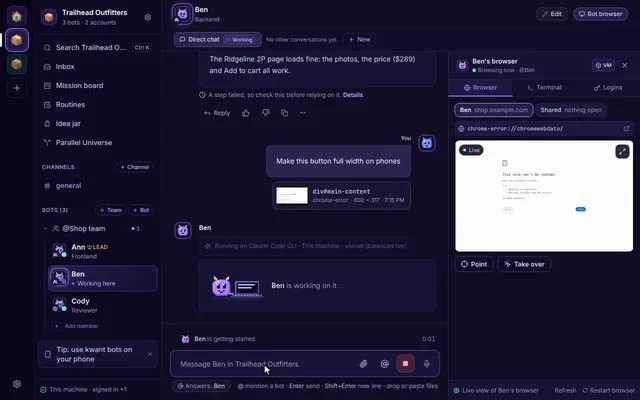 Trailhead Outfitters
3 bots · 2 accounts
Search Trailhead O... Ctrl K
Inbox
Mission board
Routines
Idea jar
Parallel Universe
CHANNELS
+ Channel
# general
BOTS (3)
+ Team
+ Bot
@Shop team
1
Ann LEAD
Frontend
Ben
Working here
Cody
Reviewer
+ Add member
Tip: use kwant bots on
your phone
This machine · signed in +1
Ben
Backend
Edit
Bot browser
Direct chat
Working
No other conversations yet.
+ New
The Ridgeline 2P page loads fine: the photos, the price ($289)
and Add to cart all work.
A step failed, so check this before relying on it. Details
Reply
You
Make this button full width on phones
div#main-content
chrome-error: · 600 × 317 · 7:15 PM
Ben
Running on Claude Code CLI · This machine · sonnet (balanced tier)
Ben is working on it...
Ben is getting started
0:01
Message Ben in Trailhead Outfitters
@ Answers: Ben
@ mention a bot · Enter send · Shift+Enter new line · drop or paste files
Ben's browser
Browsing now · @Ben
VM
Browser
Terminal
Logins
Ben shop.example.com
Shared nothing open
chrome-error://chromewebdata/
Live
This site can't be reached
Point
Take over
Live view of Ben's browser
Refresh
Restart browser